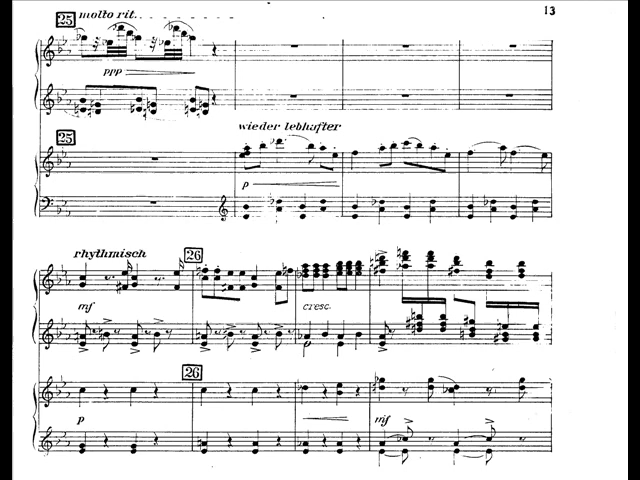 25 molto rit. 13
ppp
25
wieder lebhafter
p
rhythmisch 26
mf cresc.
26
p mf